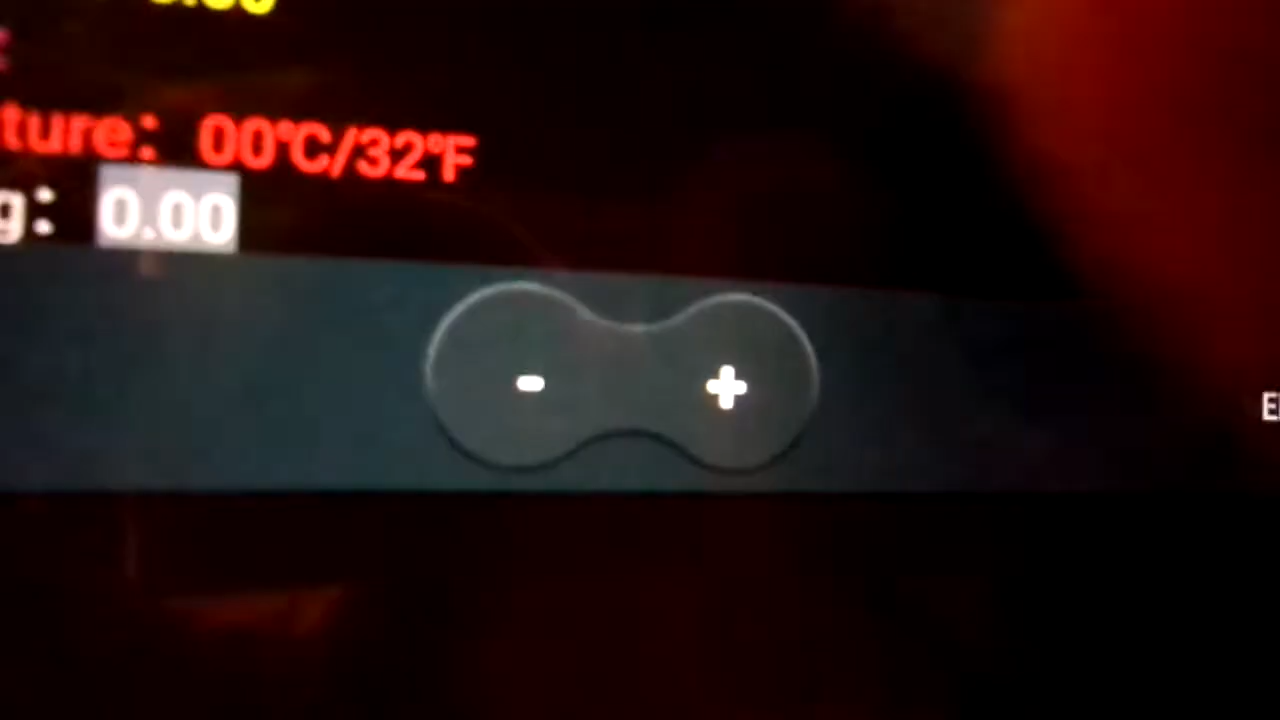 ture: 00℃/32℉
g: 0.00
- +